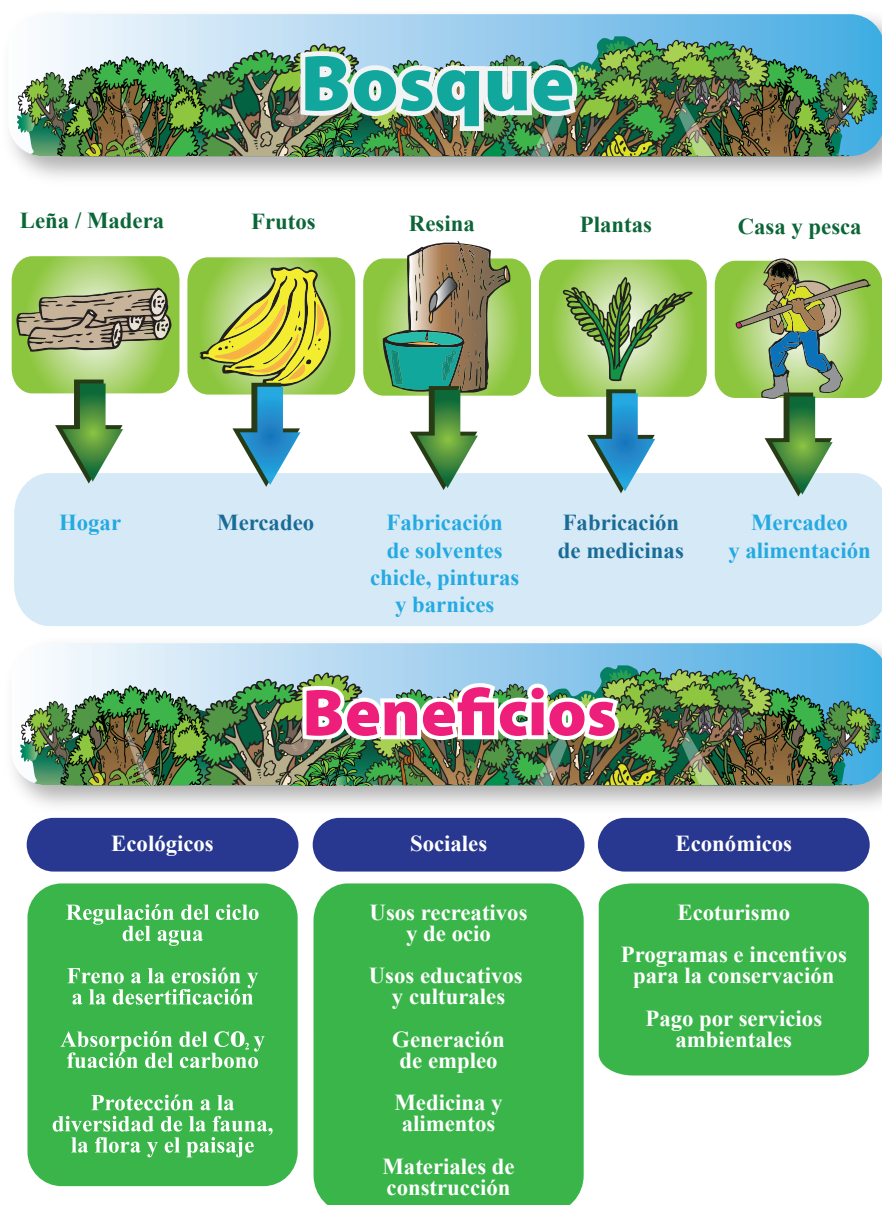 Bosque
Leña / Madera
Frutos
Resina
Plantas
Casa y pesca
Hogar
Mercadeo
Fabricación
de solventes
chicle, pinturas
y barnices
Fabricación
de medicinas
Mercadeo
y alimentación
Beneficios
Ecológicos
Regulación del ciclo
del agua
Freno a la erosión y
a la desertificación
Absorpción del CO₂ y
fuación del carbono
Protección a la
diversidad de la fauna,
la flora y el paisaje
Sociales
Usos recreativos
y de ocio
Usos educativos
y culturales
Generación
de empleo
Medicina y
alimentos
Materiales de
construcción
Económicos
Ecoturismo
Programas e incentivos
para la conservación
Pago por servicios
ambientales